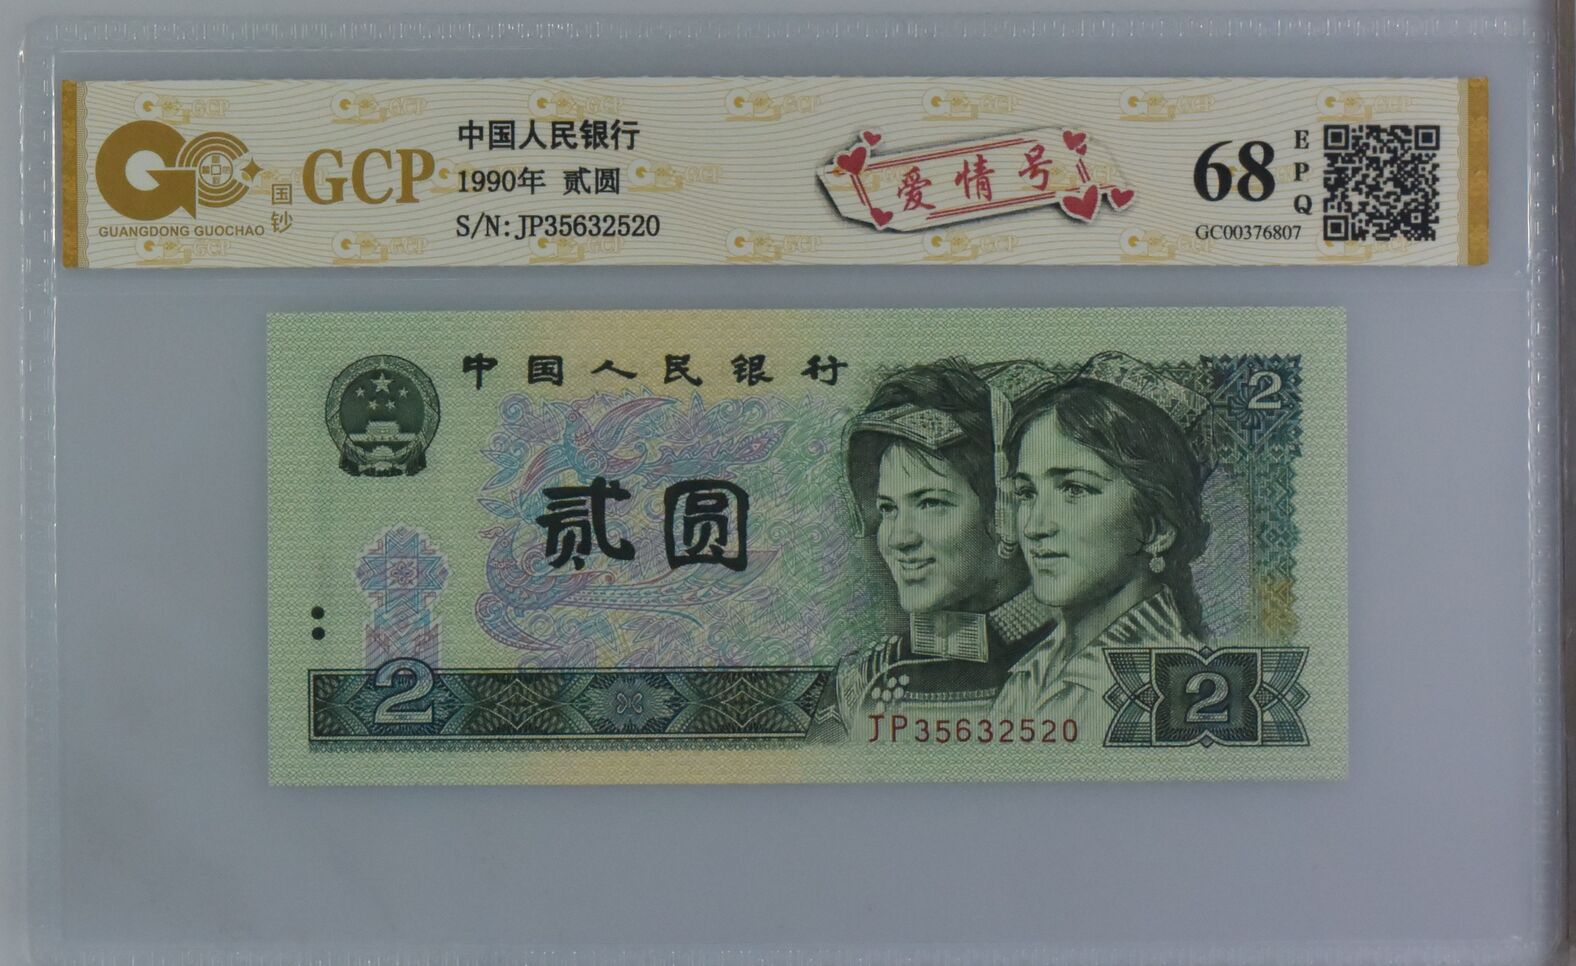 GCP
国钞
GUANGDONG GUOCHAO
中国人民银行
1990年 贰圆
S/N: JP35632520
爱情号
68
EPQ
GC00376807
中国人民银行
2
贰圆
2
JP35632520
2